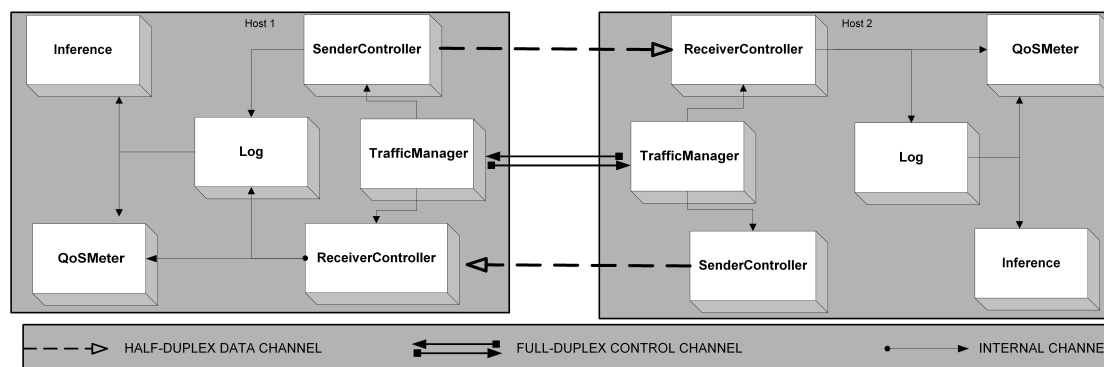 Host 1
Host 2
Inference
SenderController
ReceiverController
QoSMeter
Log
TrafficManager
TrafficManager
Log
QoSMeter
ReceiverController
SenderController
Inference
HALF-DUPLEX DATA CHANNEL
FULL-DUPLEX CONTROL CHANNEL
INTERNAL CHANNE